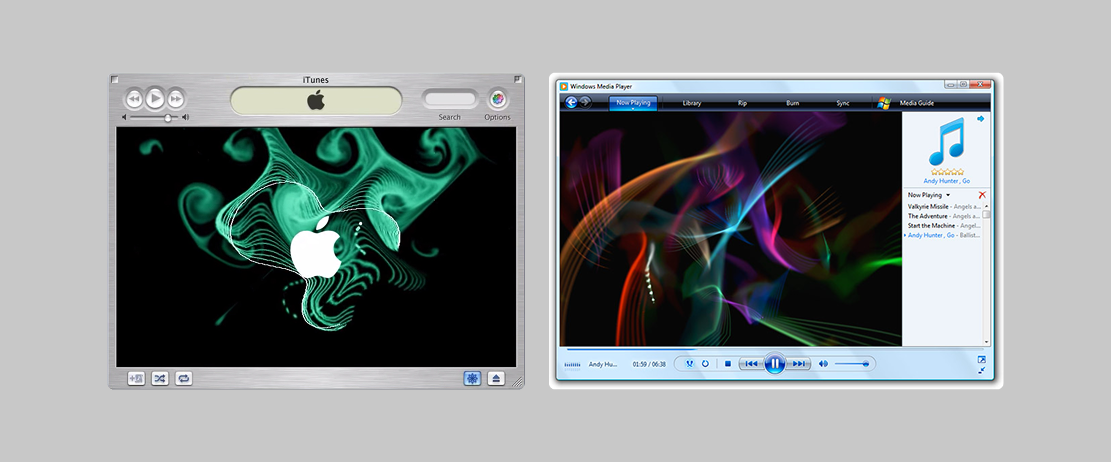 iTunes
Search
Options
Windows Media Player
Now Playing
Library
Rip
Burn
Sync
Media Guide
Andy Hunter , Go
Now Playing
Valkyrie Missile - Angels a...
The Adventure - Angels a...
Start the Machine - Angel...
Andy Hunter , Go - Ballist...
Andy Hu...
01:59 / 06:38